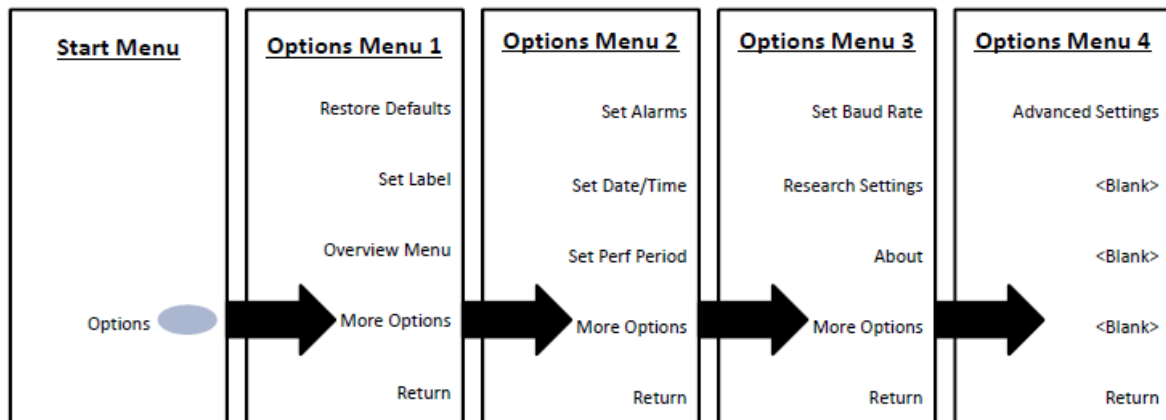 Start Menu
Options
Options Menu 1
Restore Defaults
Set Label
Overview Menu
More Options
Return
Options Menu 2
Set Alarms
Set Date/Time
Set Perf Period
More Options
Return
Options Menu 3
Set Baud Rate
Research Settings
About
More Options
Return
Options Menu 4
Advanced Settings
<Blank>
<Blank>
<Blank>
Return